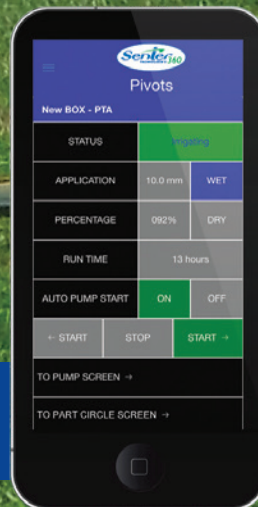 Senter360
Pivots
New BOX - PTA
STATUS Irrigating
APPLICATION 10.0 mm WET
PERCENTAGE 092% DRY
RUN TIME 13 hours
AUTO PUMP START ON OFF
← START STOP START →
TO PUMP SCREEN →
TO PART CIRCLE SCREEN →